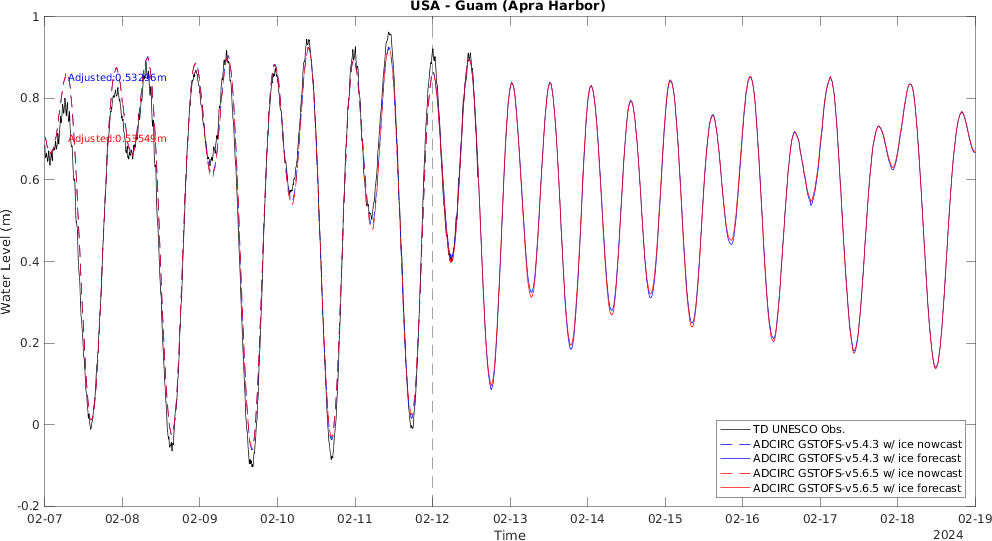 USA - Guam (Apra Harbor)
1
0.8
0.6
0.4
0.2
0
-0.2
Water Level (m)
Adjusted:0.53296m
Adjusted:0.53549m
TD UNESCO Obs.
ADCIRC GSTOFS-v5.4.3 w/ ice nowcast
ADCIRC GSTOFS-v5.4.3 w/ ice forecast
ADCIRC GSTOFS-v5.6.5 w/ ice nowcast
ADCIRC GSTOFS-v5.6.5 w/ ice forecast
02-07 02-08 02-09 02-10 02-11 02-12 02-13 02-14 02-15 02-16 02-17 02-18 02-19
Time
2024